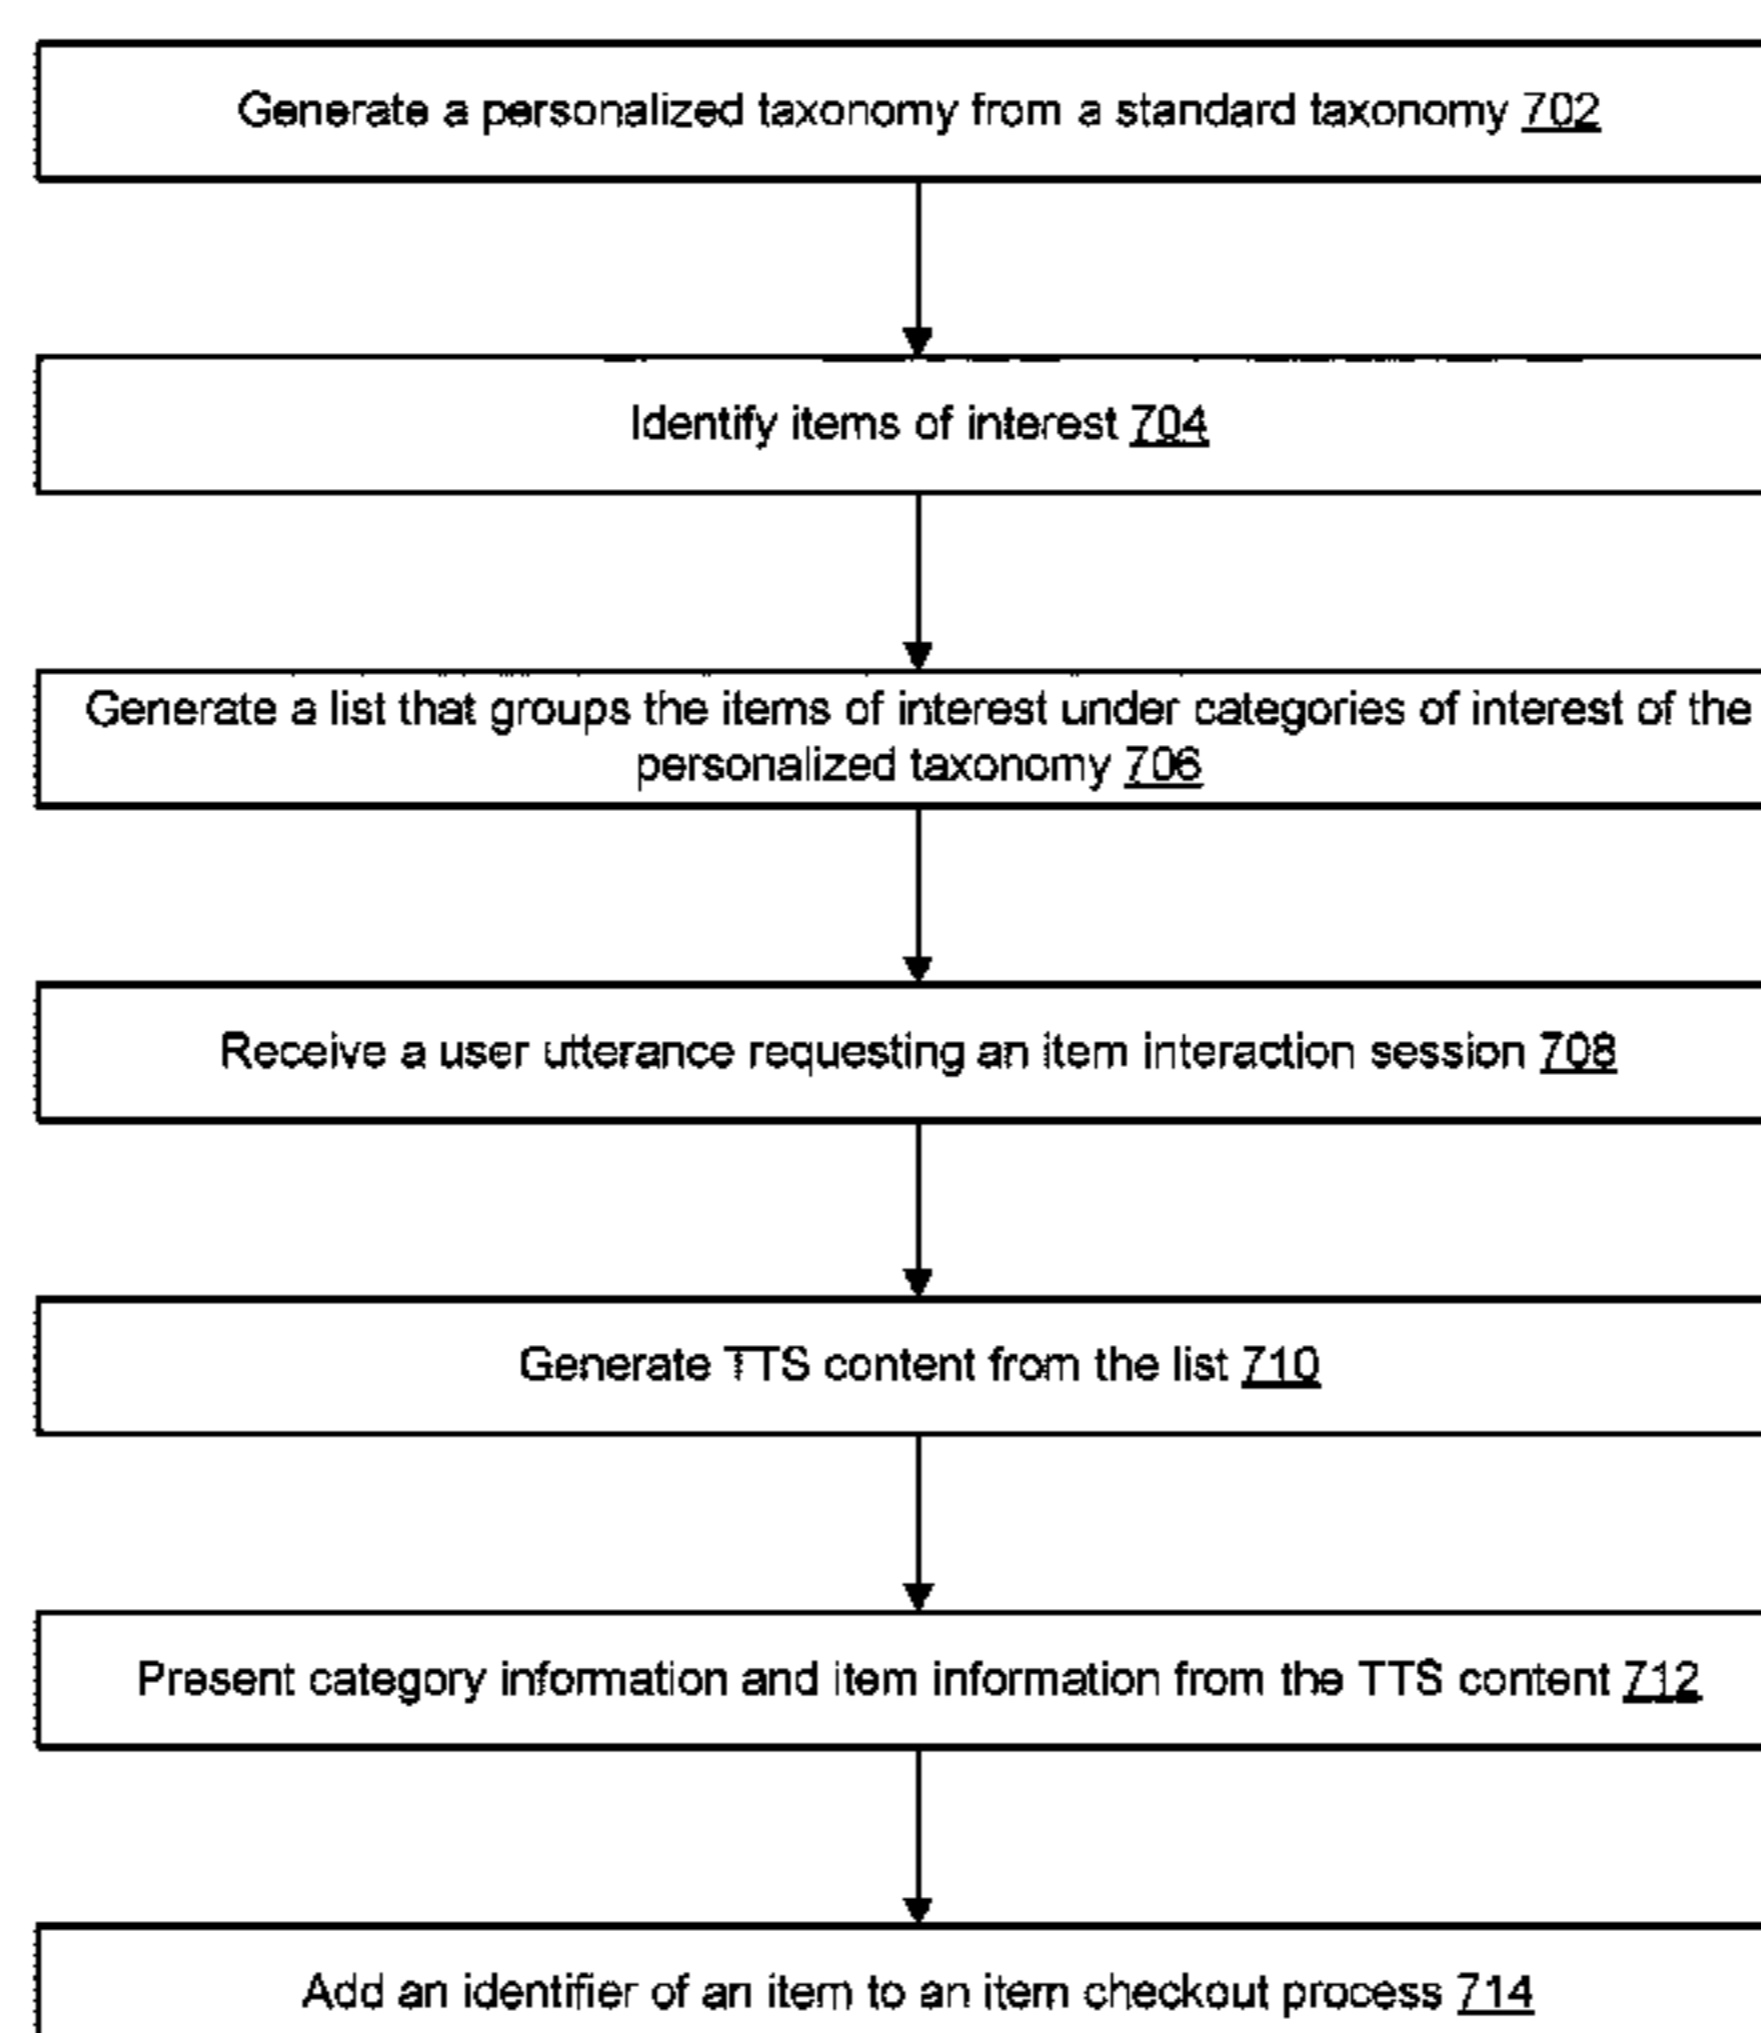 Generate a personalized taxonomy from a standard taxonomy 702
Identify items of interest 704
Generate a list that groups the items of interest under categories of interest of the
personalized taxonomy 706
Receive a user utterance requesting an item interaction session 708
Generate TTS content from the list 710
Present category information and item information from the TTS content 712
Add an identifier of an item to an item checkout process 714